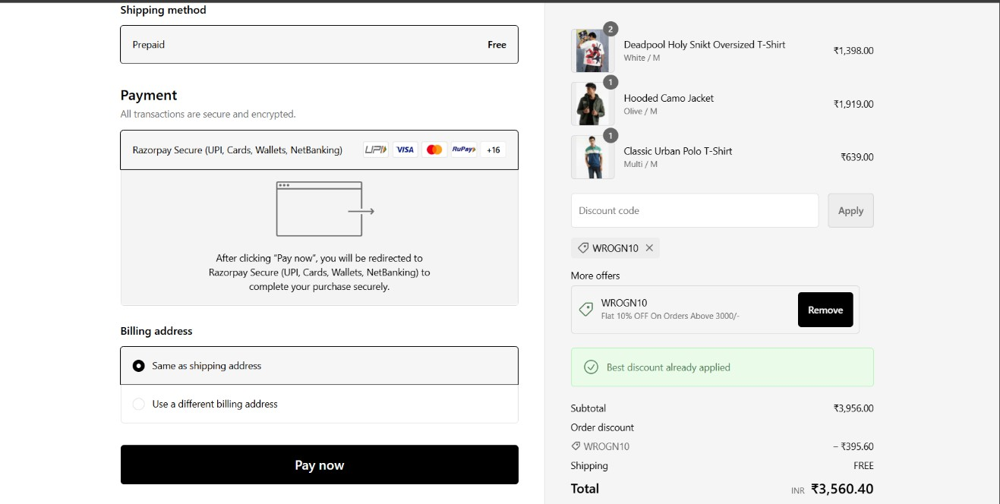 Shipping method
Prepaid Free
Payment
All transactions are secure and encrypted.
Razorpay Secure (UPI, Cards, Wallets, NetBanking) UPI VISA RuPay +16
After clicking “Pay now”, you will be redirected to
Razorpay Secure (UPI, Cards, Wallets, NetBanking) to
complete your purchase securely.
Billing address
Same as shipping address
Use a different billing address
Pay now
2
Deadpool Holy Snikt Oversized T-Shirt ₹1,398.00
White / M
1
Hooded Camo Jacket ₹1,919.00
Olive / M
1
Classic Urban Polo T-Shirt ₹639.00
Multi / M
Discount code Apply
WROGN10
More offers
WROGN10
Flat 10% OFF On Orders Above 3000/-
Remove
Best discount already applied
Subtotal ₹3,956.00
Order discount
WROGN10 − ₹395.60
Shipping FREE
Total INR ₹3,560.40